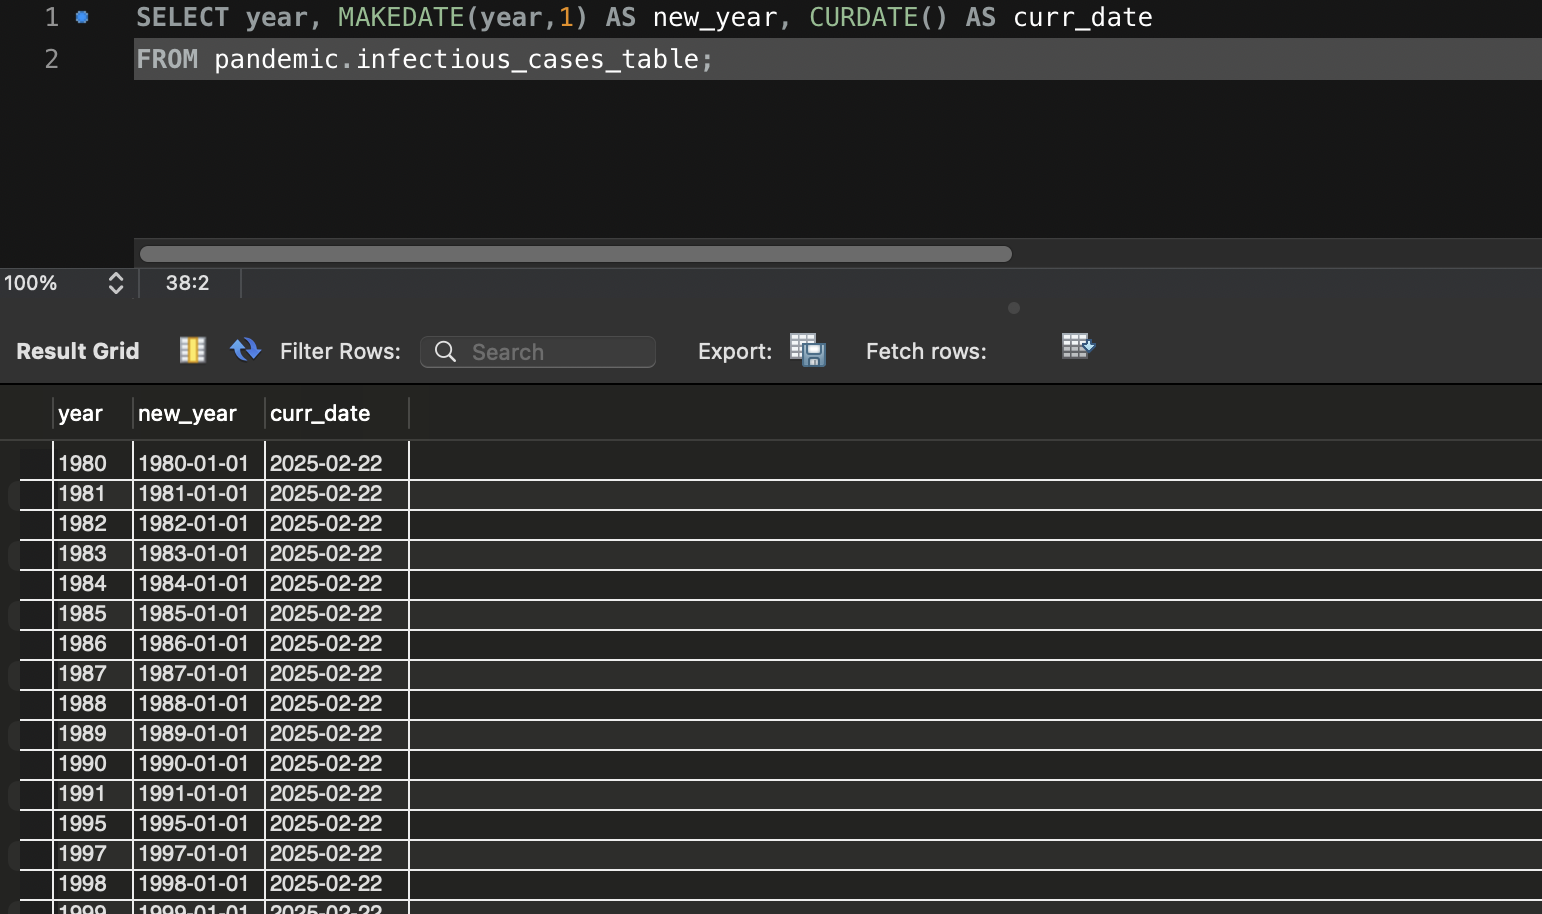 1 SELECT year, MAKEDATE(year,1) AS new_year, CURDATE() AS curr_date
2 FROM pandemic.infectious_cases_table;
100% 38:2
Result Grid Filter Rows: Search Export: Fetch rows:
year new_year curr_date
1980 1980-01-01 2025-02-22
1981 1981-01-01 2025-02-22
1982 1982-01-01 2025-02-22
1983 1983-01-01 2025-02-22
1984 1984-01-01 2025-02-22
1985 1985-01-01 2025-02-22
1986 1986-01-01 2025-02-22
1987 1987-01-01 2025-02-22
1988 1988-01-01 2025-02-22
1989 1989-01-01 2025-02-22
1990 1990-01-01 2025-02-22
1991 1991-01-01 2025-02-22
1995 1995-01-01 2025-02-22
1997 1997-01-01 2025-02-22
1998 1998-01-01 2025-02-22
1999 1999-01-01 2025-02-22